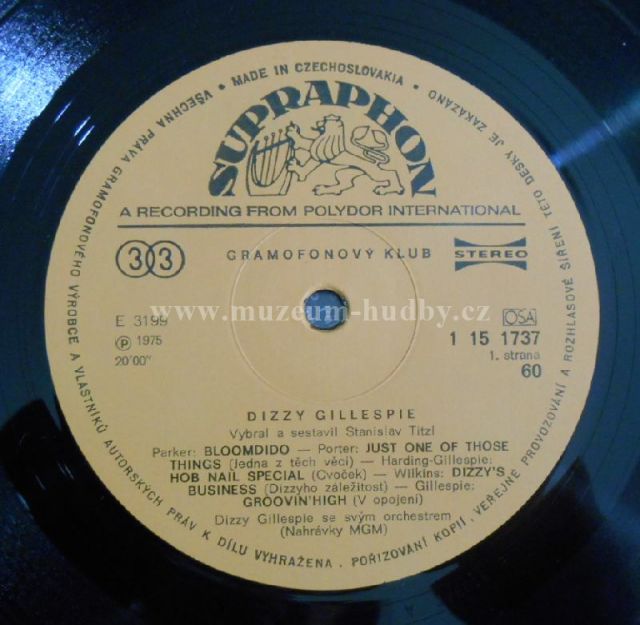 VŠECHNA PRÁVA GRAMOFONOVÉHO VÝROBCE A VLASTNÍKŮ AUTORSKÝCH PRÁV K DÍLU VYHRAŽENA . POŘIZOVÁNÍ KOPIÍ, VEŘEJNÉ PROVOZOVÁNÍ A ROZHLASOVÉ ŠÍŘENÍ TÉTO DESKY JE ZAKÁZÁNO
• MADE IN CZECHOSLOVAKIA •
SUPRAPHON
A RECORDING FROM POLYDOR INTERNATIONAL
33 GRAMOFONOVÝ KLUB STEREO
www.muzeum-hudby.cz
E 3199
Ⓟ 1975
20'00"
OSA
1 15 1737
1. strana
60
DIZZY GILLESPIE
Vybral a sestavil Stanislav Titzl
Parker: BLOOMDIDO — Porter: JUST ONE OF THOSE
THINGS (Jedna z těch věcí) — Harding-Gillespie:
HOB NAIL SPECIAL (Cvoček) — Wilkins: DIZZY'S
BUSINESS (Dizzyho záležitost) — Gillespie:
GROOVIN'HIGH (V opojení)
Dizzy Gillespie se svým orchestrem
(Nahrávky MGM)